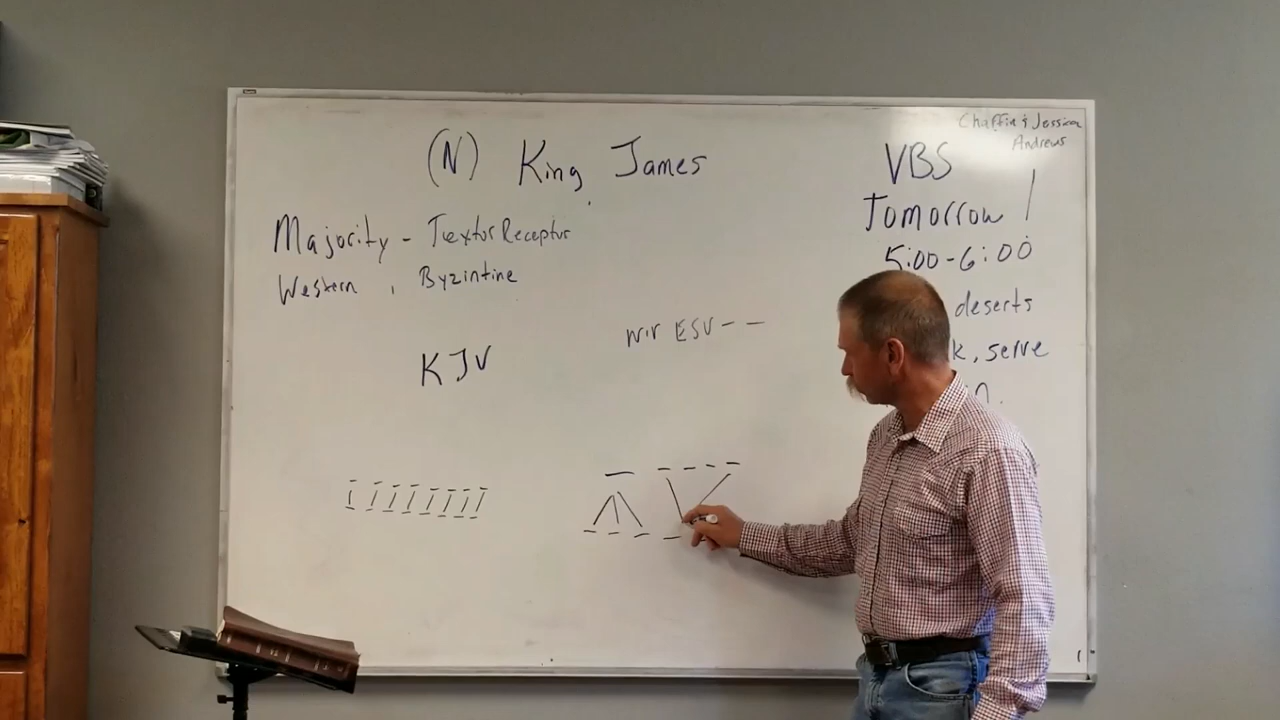 (N) King James
Majority - Textus Receptus
Western , Byzintine
KJV
NIV ESV - -
Chaffin & Jessica
Andrews
VBS
Tomorrow !
5:00-6:00
deserts
k, serve
n.